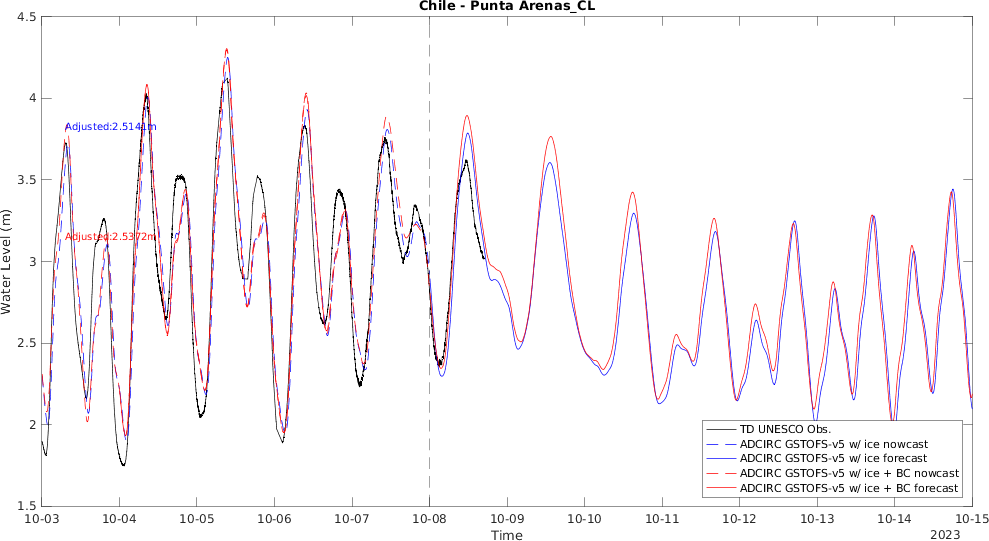 Chile - Punta Arenas_CL
Water Level (m)
4.5
4
3.5
3
2.5
2
1.5
Adjusted:2.5141m
Adjusted:2.5372m
TD UNESCO Obs.
ADCIRC GSTOFS-v5 w/ ice nowcast
ADCIRC GSTOFS-v5 w/ ice forecast
ADCIRC GSTOFS-v5 w/ ice + BC nowcast
ADCIRC GSTOFS-v5 w/ ice + BC forecast
10-03 10-04 10-05 10-06 10-07 10-08 10-09 10-10 10-11 10-12 10-13 10-14 10-15
Time
2023